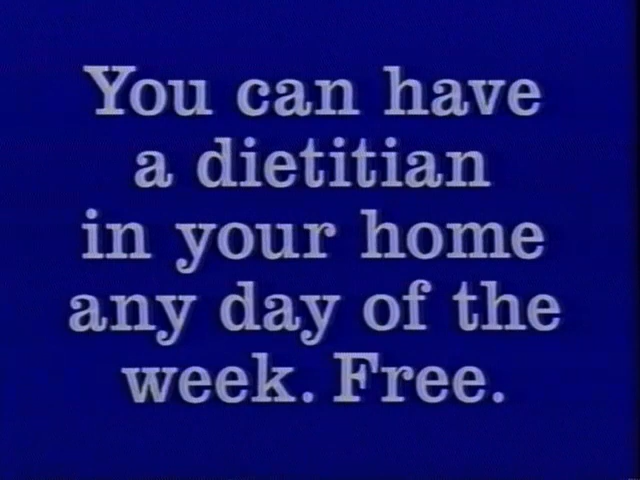 You can have
a dietitian
in your home
any day of the
week. Free.